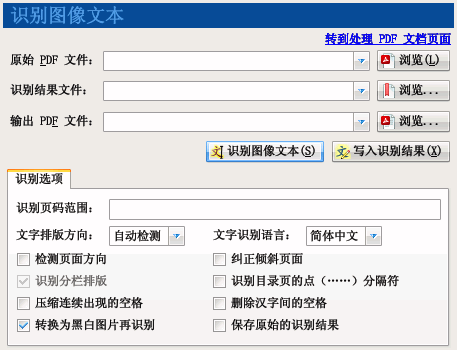 识别图像文本
转到处理 PDF 文档页面
原始 PDF 文件： 浏览(L)
识别结果文件： 浏览...
输出 PDF 文件： 浏览...
识别图像文本(S) 写入识别结果(X)
识别选项
识别页码范围：
文字排版方向： 自动检测 文字识别语言： 简体中文
检测页面方向 纠正倾斜页面
识别分栏排版 识别目录页的点（……）分隔符
压缩连续出现的空格 删除汉字间的空格
转换为黑白图片再识别 保存原始的识别结果